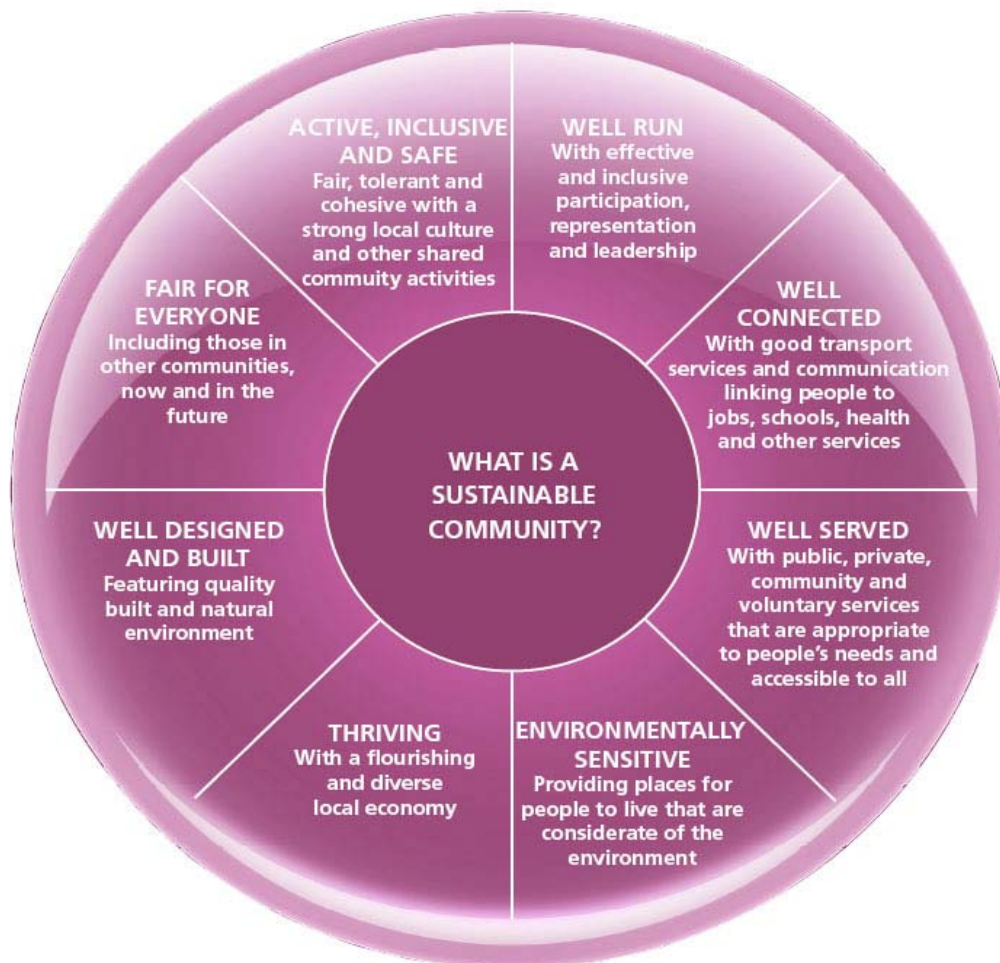 ACTIVE, INCLUSIVE
AND SAFE
Fair, tolerant and
cohesive with a
strong local culture
and other shared
commuity activities
WELL RUN
With effective
and inclusive
participation,
representation
and leadership
WELL
CONNECTED
With good transport
services and communication
linking people to
jobs, schools, health
and other services
WELL SERVED
With public, private,
community and
voluntary services
that are appropriate
to people's needs and
accessible to all
ENVIRONMENTALLY
SENSITIVE
Providing places for
people to live that are
considerate of the
environment
THRIVING
With a flourishing
and diverse
local economy
WELL DESIGNED
AND BUILT
Featuring quality
built and natural
environment
FAIR FOR
EVERYONE
Including those in
other communities,
now and in the
future
WHAT IS A
SUSTAINABLE
COMMUNITY?